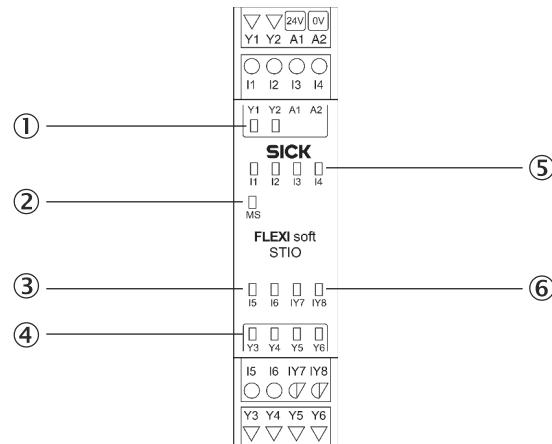 24V 0V
Y1 Y2 A1 A2
I1 I2 I3 I4
Y1 Y2 A1 A2
①
SICK
⑤
I1 I2 I3 I4
②
MS
FLEXI soft
STIO
③
⑥
I5 I6 IY7 IY8
④
Y3 Y4 Y5 Y6
I5 I6 IY7 IY8
Y3 Y4 Y5 Y6